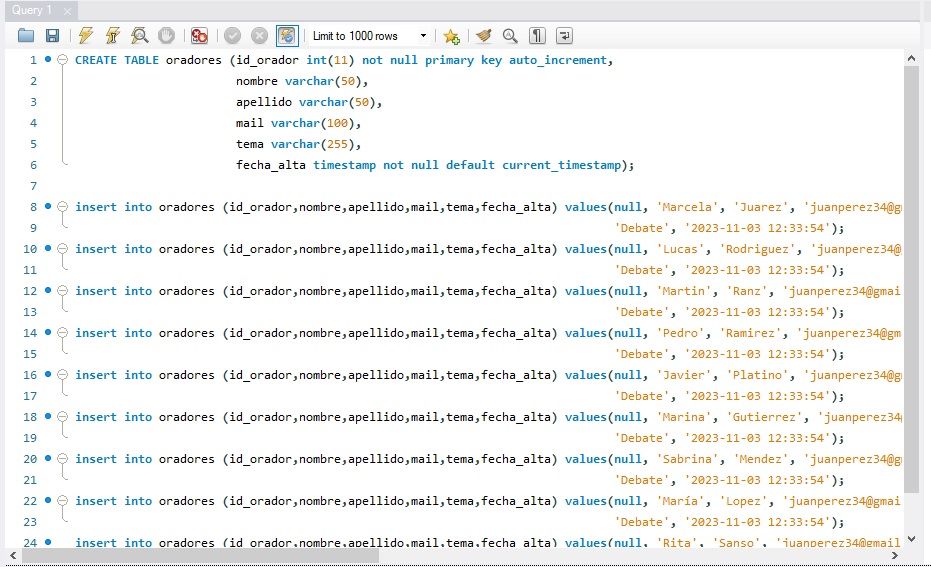 Query 1
Limit to 1000 rows
1 CREATE TABLE oradores (id_orador int(11) not null primary key auto_increment,
2 nombre varchar(50),
3 apellido varchar(50),
4 mail varchar(100),
5 tema varchar(255),
6 fecha_alta timestamp not null default current_timestamp);
7
8 insert into oradores (id_orador,nombre,apellido,mail,tema,fecha_alta) values(null, 'Marcela', 'Juarez', 'juanperez34@g
9 'Debate', '2023-11-03 12:33:54');
10 insert into oradores (id_orador,nombre,apellido,mail,tema,fecha_alta) values(null, 'Lucas', 'Rodriguez', 'juanperez34@
11 'Debate', '2023-11-03 12:33:54');
12 insert into oradores (id_orador,nombre,apellido,mail,tema,fecha_alta) values(null, 'Martin', 'Ranz', 'juanperez34@gmai
13 'Debate', '2023-11-03 12:33:54');
14 insert into oradores (id_orador,nombre,apellido,mail,tema,fecha_alta) values(null, 'Pedro', 'Ramirez', 'juanperez34@gm
15 'Debate', '2023-11-03 12:33:54');
16 insert into oradores (id_orador,nombre,apellido,mail,tema,fecha_alta) values(null, 'Javier', 'Platino', 'juanperez34@g
17 'Debate', '2023-11-03 12:33:54');
18 insert into oradores (id_orador,nombre,apellido,mail,tema,fecha_alta) values(null, 'Marina', 'Gutierrez', 'juanperez34
19 'Debate', '2023-11-03 12:33:54');
20 insert into oradores (id_orador,nombre,apellido,mail,tema,fecha_alta) values(null, 'Sabrina', 'Mendez', 'juanperez34@g
21 'Debate', '2023-11-03 12:33:54');
22 insert into oradores (id_orador,nombre,apellido,mail,tema,fecha_alta) values(null, 'María', 'Lopez', 'juanperez34@gmai
23 'Debate', '2023-11-03 12:33:54');
24 insert into oradores (id_orador,nombre,apellido,mail,tema,fecha_alta) values(null, 'Rita', 'Sanso', 'juanperez34@gmail